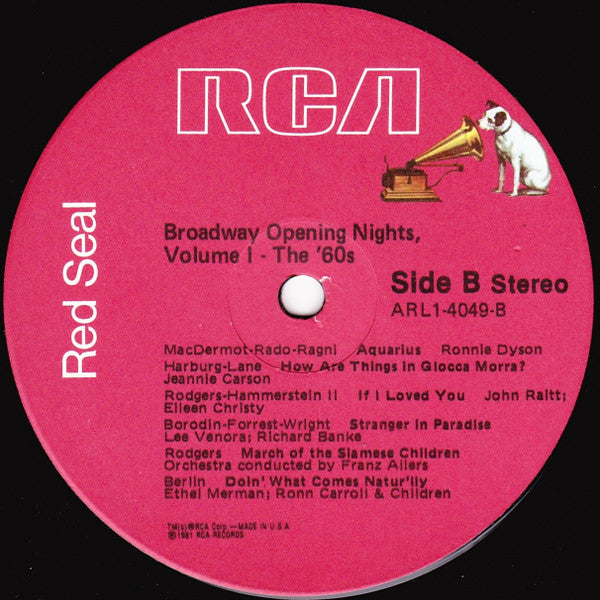 RCA
Red Seal
Broadway Opening Nights,
Volume I - The '60s
Side B Stereo
ARL1-4049-B
MacDermot-Rado-Ragni Aquarius Ronnie Dyson
Harburg-Lane How Are Things in Glocca Morra?
Jeannie Carson
Rodgers-Hammerstein II If I Loved You John Raitt;
Eileen Christy
Borodin-Forrest-Wright Stranger in Paradise
Lee Venora; Richard Banke
Rodgers March of the Siamese Children
Orchestra conducted by Franz Allers
Berlin Doin' What Comes Natur'lly
Ethel Merman; Ronn Carroll & Children
TM(s)®RCA Corp.—MADE IN U.S.A
℗1981 RCA RECORDS